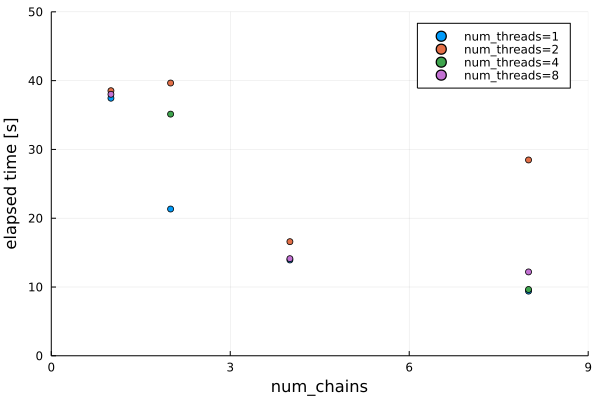 50
40
30
20
10
0
elapsed time [s]
0 3 6 9
num_chains
num_threads=1
num_threads=2
num_threads=4
num_threads=8